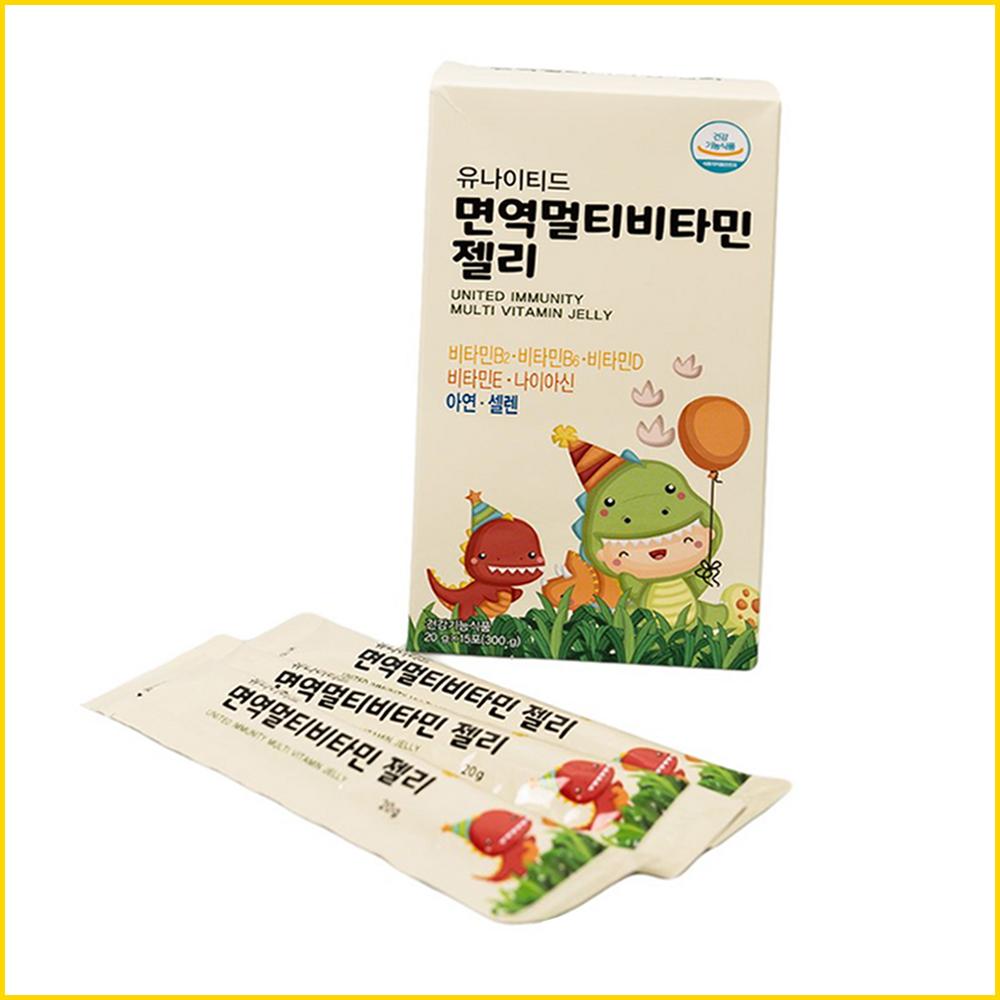 건강
기능식품
유나이티드
면역멀티비타민
젤리
UNITED IMMUNITY
MULTI VITAMIN JELLY
비타민B2·비타민B6·비타민D
비타민E·나이아신
아연·셀렌
건강기능식품
20 g×15포(300 g)
면역멀티비타민 젤리
면역멀티비타민 젤리
JELLY
20g
면역멀티비타민 젤리
UNITED IMMUNITY MULTI VITAMIN JELLY
20g